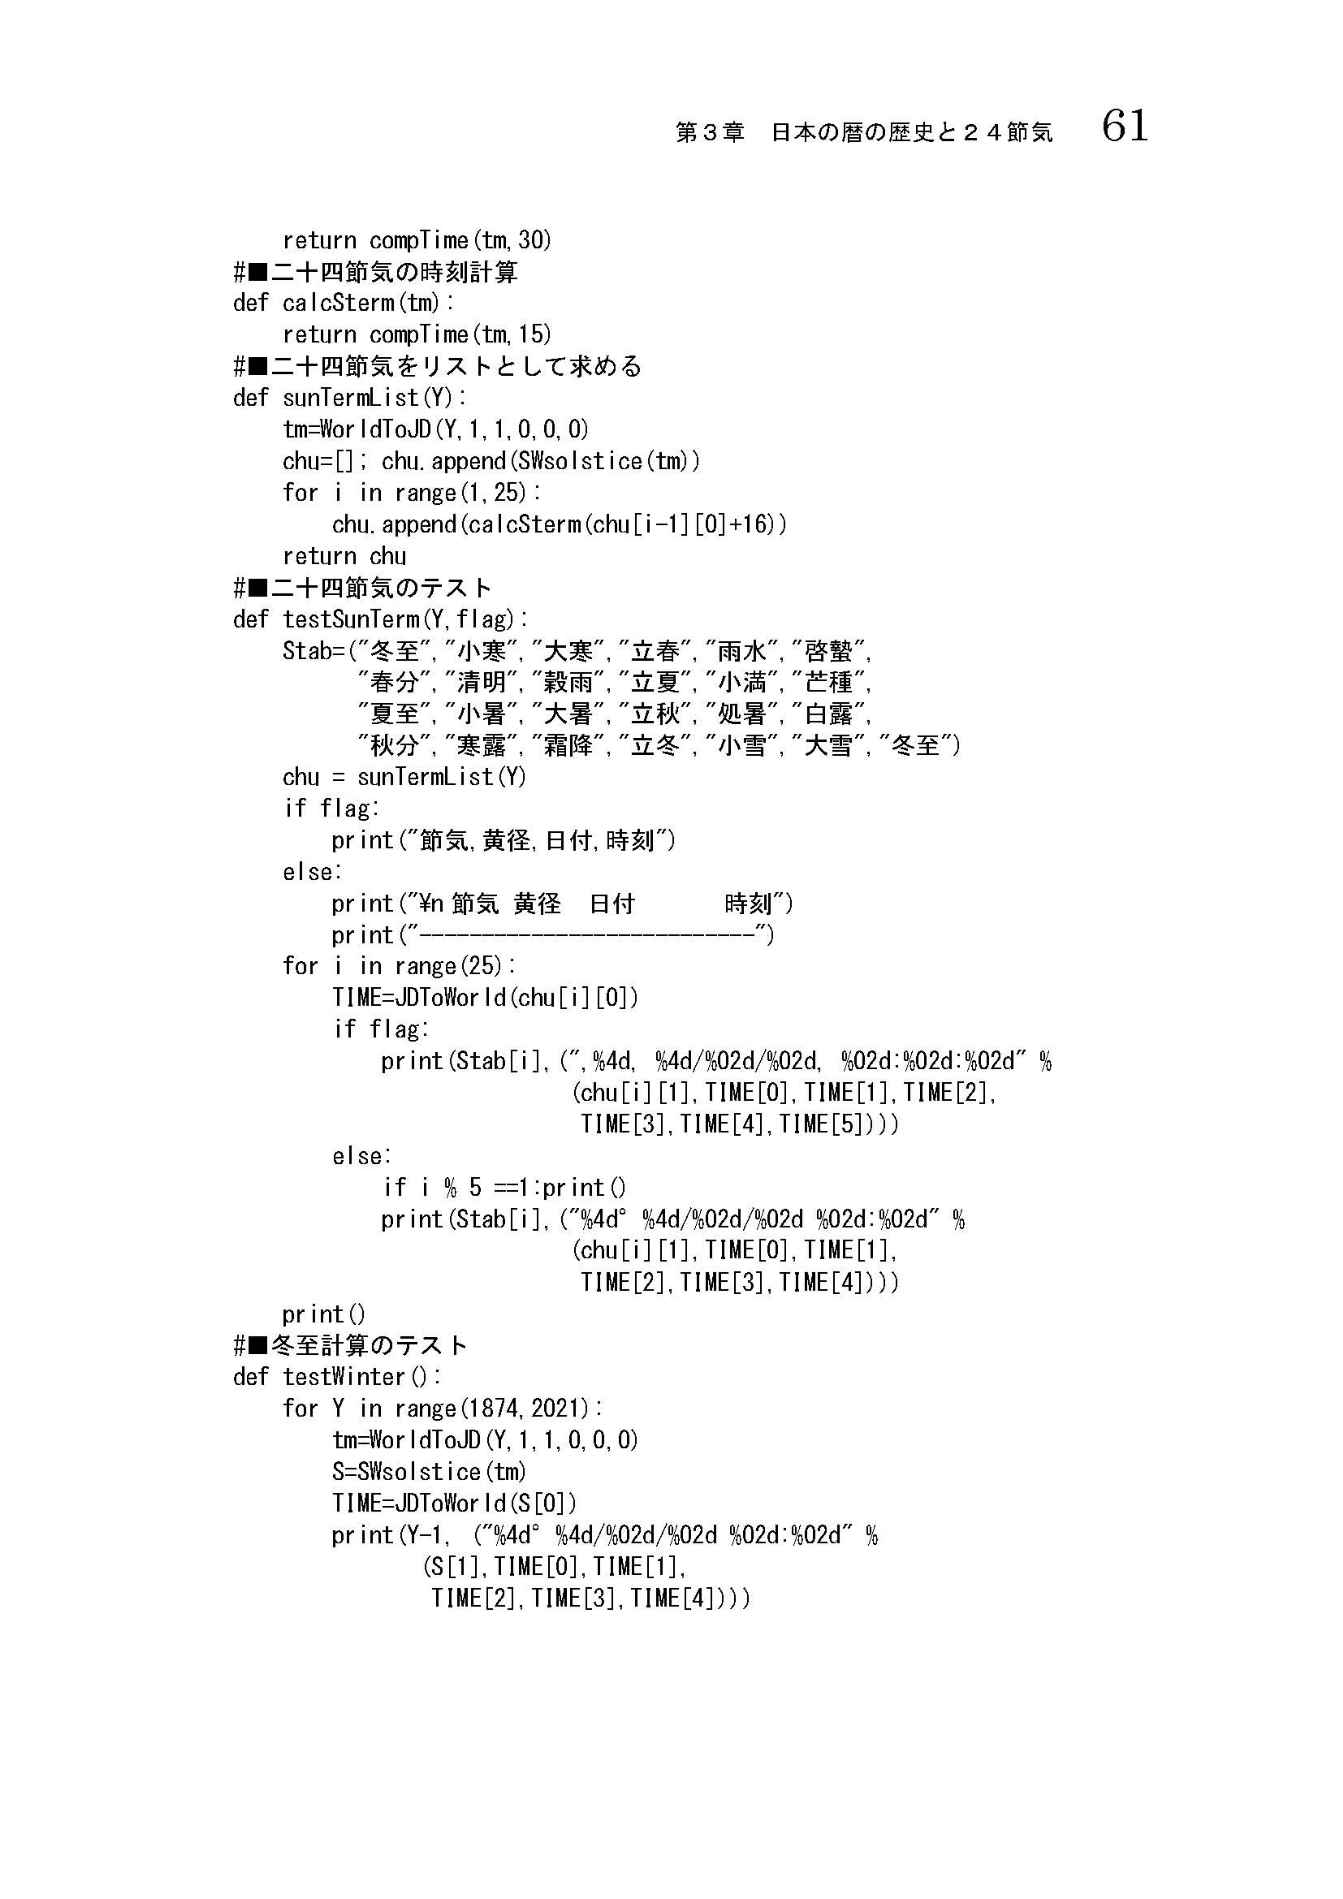 第３章　日本の暦の歴史と２４節気　61
    return compTime(tm,30)
#■二十四節気の時刻計算
def calcSterm(tm):
    return compTime(tm,15)
#■二十四節気をリストとして求める
def sunTermList(Y):
    tm=WorldToJD(Y,1,1,0,0,0)
    chu=[]; chu.append(SWsolstice(tm))
    for i in range(1,25):
        chu.append(calcSterm(chu[i-1][0]+16))
    return chu
#■二十四節気のテスト
def testSunTerm(Y,flag):
    Stab=("冬至","小寒","大寒","立春","雨水","啓蟄",
          "春分","清明","穀雨","立夏","小満","芒種",
          "夏至","小暑","大暑","立秋","処暑","白露",
          "秋分","寒露","霜降","立冬","小雪","大雪","冬至")
    chu = sunTermList(Y)
    if flag:
        print("節気,黄径,日付,時刻")
    else:
        print("¥n 節気 黄径　日付　　　　時刻")
        print("---------------------------")
    for i in range(25):
        TIME=JDToWorld(chu[i][0])
        if flag:
            print(Stab[i],(",%4d, %4d/%02d/%02d, %02d:%02d:%02d" %
                           (chu[i][1],TIME[0],TIME[1],TIME[2],
                            TIME[3],TIME[4],TIME[5])))
        else:
            if i % 5 ==1:print()
            print(Stab[i],("%4d° %4d/%02d/%02d %02d:%02d" %
                           (chu[i][1],TIME[0],TIME[1],
                            TIME[2],TIME[3],TIME[4])))
    print()
#■冬至計算のテスト
def testWinter():
    for Y in range(1874,2021):
        tm=WorldToJD(Y,1,1,0,0,0)
        S=SWsolstice(tm)
        TIME=JDToWorld(S[0])
        print(Y-1, ("%4d° %4d/%02d/%02d %02d:%02d" %
               (S[1],TIME[0],TIME[1],
                TIME[2],TIME[3],TIME[4])))